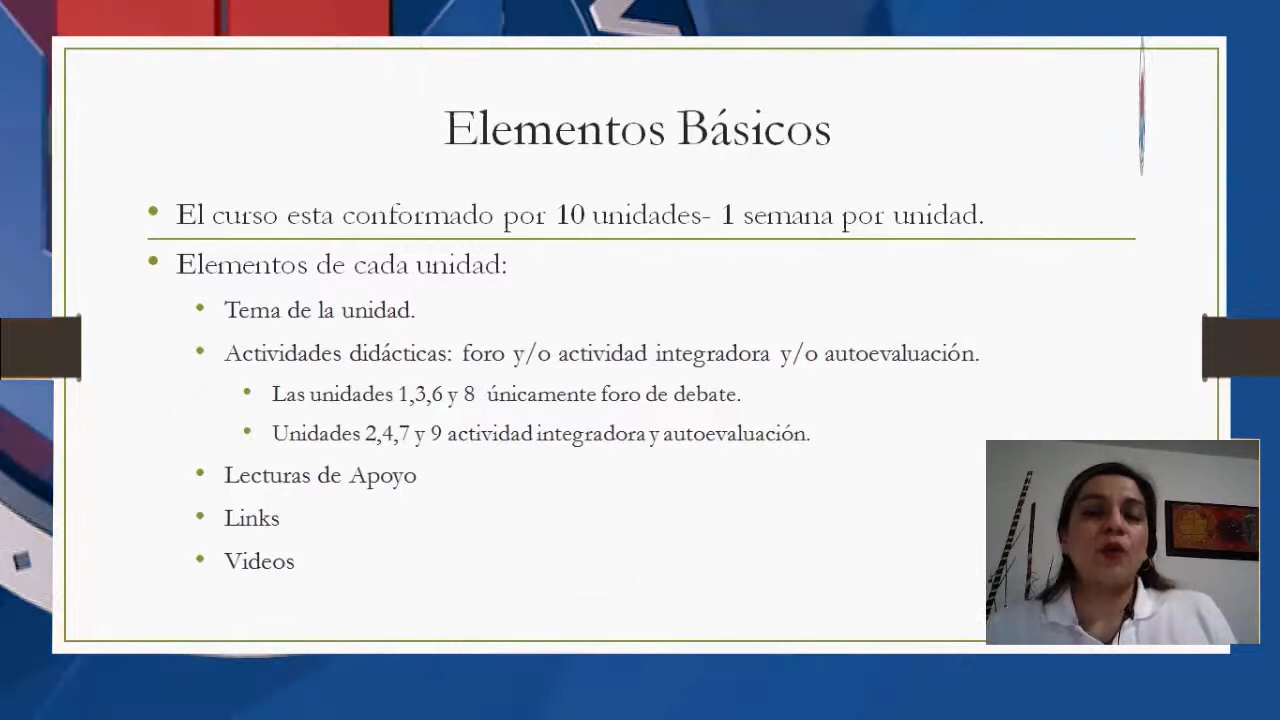 Elementos Básicos
El curso esta conformado por 10 unidades- 1 semana por unidad.
Elementos de cada unidad:
Tema de la unidad.
Actividades didácticas: foro y/o actividad integradora y/o autoevaluación.
Las unidades 1,3,6 y 8 únicamente foro de debate.
Unidades 2,4,7 y 9 actividad integradora y autoevaluación.
Lecturas de Apoyo
Links
Videos